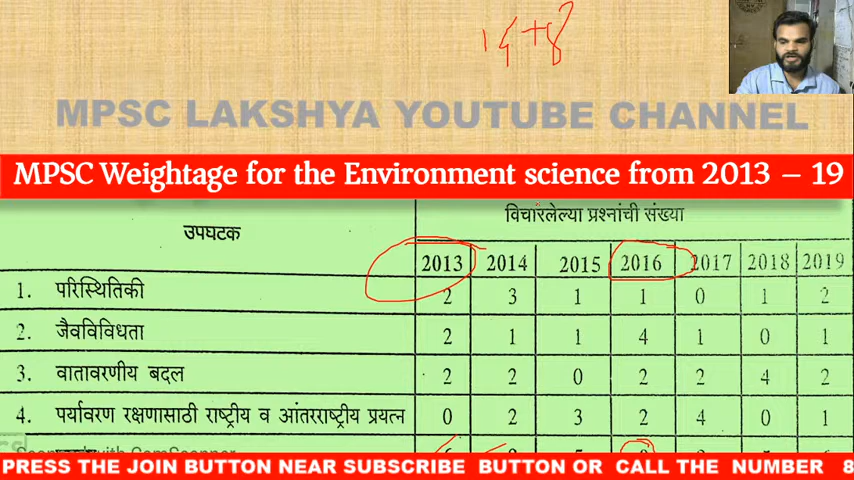 MPSC LAKSHYA YOUTUBE CHANNEL
MPSC Weightage for the Environment science from 2013 – 19
उपघटक विचारलेल्या प्रश्नांची संख्या
2013 2014 2015 2016 2017 2018 2019
1. परिस्थितिकी 2 3 1 1 0 1 2
2. जैवविविधता 2 1 1 4 1 0 1
3. वातावरणीय बदल 2 2 0 2 2 4 2
4. पर्यावरण रक्षणासाठी राष्ट्रीय व आंतरराष्ट्रीय प्रयत्न 0 2 3 2 4 0 1
PRESS THE JOIN BUTTON NEAR SUBSCRIBE BUTTON OR CALL THE NUMBER 8